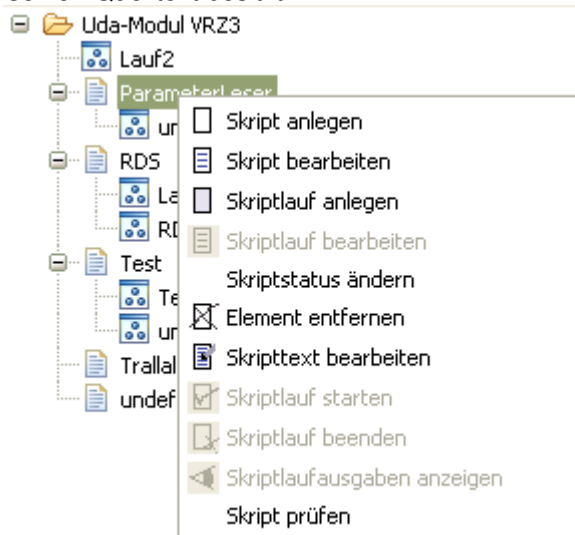 Uda-Modul VRZ3
Lauf2
ParameterLeser
Skript anlegen
RDS
Skript bearbeiten
Skriptlauf anlegen
Skriptlauf bearbeiten
Test
Skriptstatus ändern
Element entfernen
Skripttext bearbeiten
Skriptlauf starten
Skriptlauf beenden
Skriptlaufausgaben anzeigen
Skript prüfen